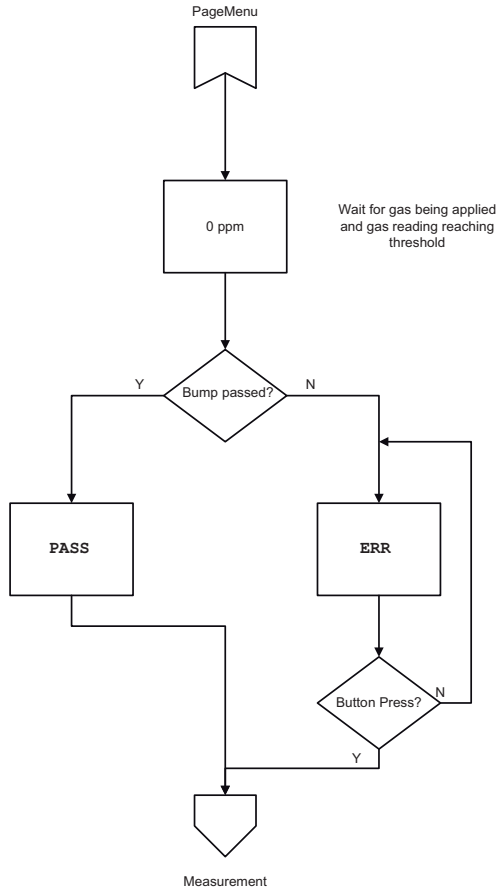 PageMenu
0 ppm
Wait for gas being applied
and gas reading reaching
threshold
Y
Bump passed?
N
PASS
ERR
Button Press?
N
Y
Measurement